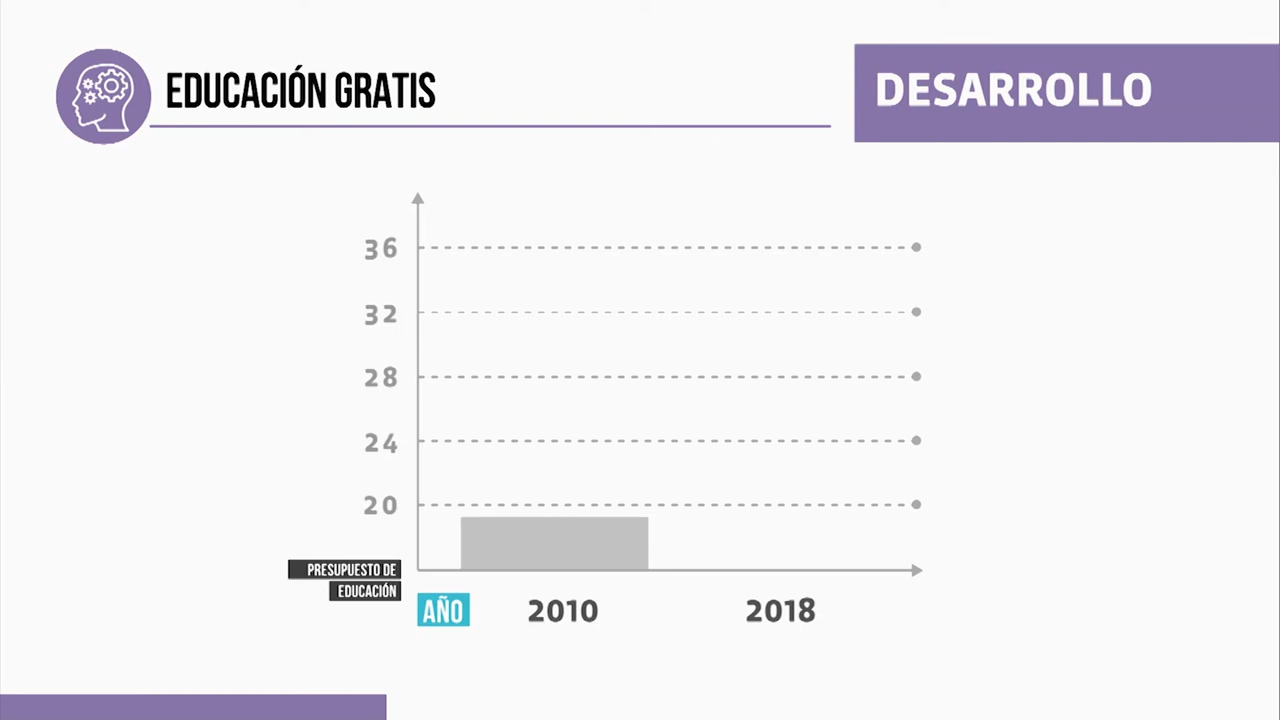 EDUCACIÓN GRATIS
DESARROLLO
36
32
28
24
20
PRESUPUESTO DE
EDUCACIÓN
AÑO 2010 2018